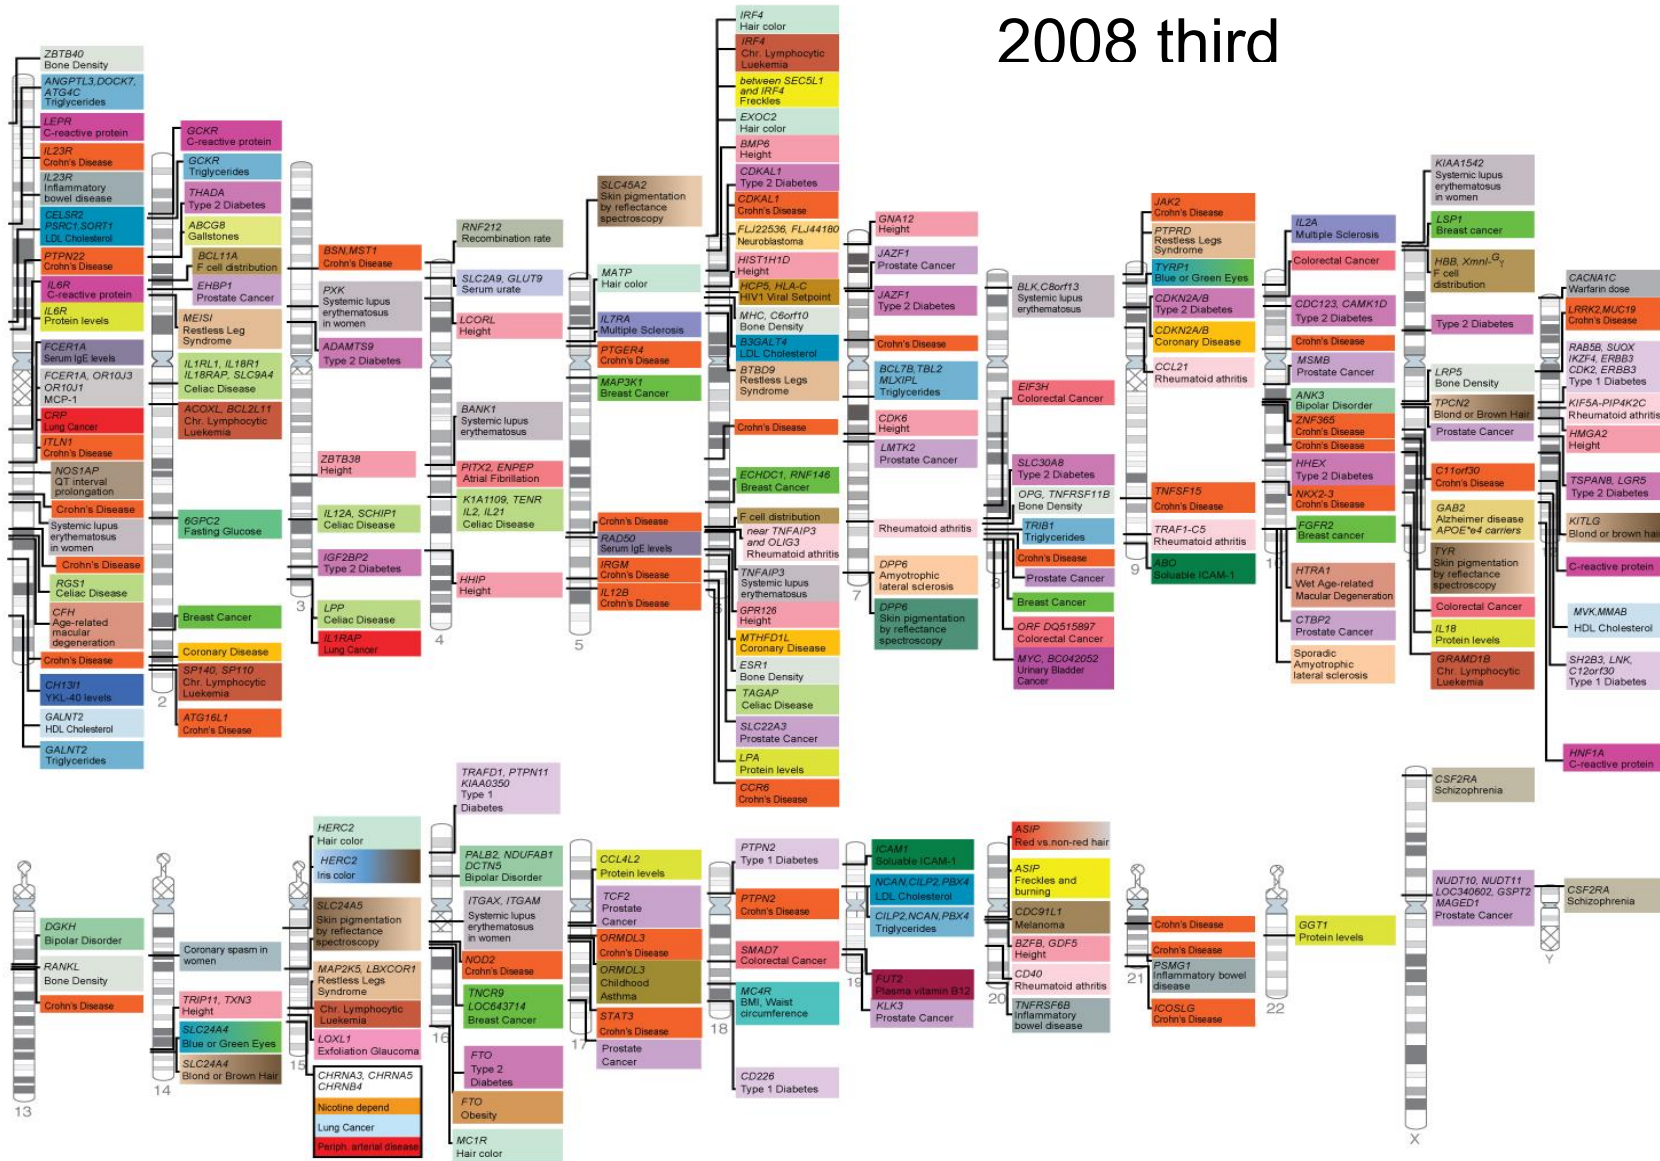 2008 third
ZBTB40
Bone Density
ANGPTL3,DOCK7,
ATG4C
Triglycerides
LEPR
C-reactive protein
IL23R
Crohn's Disease
IL23R
Inflammatory
bowel disease
CELSR2
PSRC1,SORT1
LDL Cholesterol
PTPN22
Crohn's Disease
IL6R
C-reactive protein
IL6R
Protein levels
FCER1A
Serum IgE levels
FCER1A, OR10J3
OR10J1
MCP-1
CRP
Lung Cancer
ITLN1
Crohn's Disease
NOS1AP
QT interval
prolongation
Crohn's Disease
Systemic lupus
erythematosus
in women
Crohn's Disease
RGS1
Celiac Disease
CFH
Age-related
macular
degeneration
Crohn's Disease
CH13I1
YKL-40 levels
GALNT2
HDL Cholesterol
GALNT2
Triglycerides
GCKR
C-reactive protein
GCKR
Triglycerides
THADA
Type 2 Diabetes
ABCG8
Gallstones
BCL11A
F cell distribution
EHBP1
Prostate Cancer
MEISI
Restless Leg
Syndrome
IL1RL1, IL18R1
IL18RAP, SLC9A4
Celiac Disease
ACOXL, BCL2L11
Chr. Lymphocytic
Luekemia
6GPC2
Fasting Glucose
Breast Cancer
Coronary Disease
SP140, SP110
Chr. Lymphocytic
Luekemia
ATG16L1
Crohn's Disease
2
BSN,MST1
Crohn's Disease
PXK
Systemic lupus
erythematosus
in women
ADAMTS9
Type 2 Diabetes
ZBTB38
Height
IL12A, SCHIP1
Celiac Disease
IGF2BP2
Type 2 Diabetes
LPP
Celiac Disease
IL1RAP
Lung Cancer
3
RNF212
Recombination rate
SLC2A9, GLUT9
Serum urate
LCORL
Height
BANK1
Systemic lupus
erythematosus
PITX2, ENPEP
Atrial Fibrillation
K1A1109, TENR
IL2, IL21
Celiac Disease
HHIP
Height
4
SLC45A2
Skin pigmentation
by reflectance
spectroscopy
MATP
Hair color
IL7RA
Multiple Sclerosis
PTGER4
Crohn's Disease
MAP3K1
Breast Cancer
Crohn's Disease
RAD50
Serum IgE levels
IRGM
Crohn's Disease
IL12B
Crohn's Disease
5
IRF4
Hair color
IRF4
Chr. Lymphocytic
Luekemia
between SEC5L1
and IRF4
Freckles
EXOC2
Hair color
BMP6
Height
CDKAL1
Type 2 Diabetes
CDKAL1
Crohn's Disease
FLJ22536, FLJ44180
Neuroblastoma
HIST1H1D
Height
HCP5, HLA-C
HIV1 Viral Setpoint
MHC, C6orf10
Bone Density
B3GALT4
LDL Cholesterol
BTBD9
Restless Legs
Syndrome
Crohn's Disease
ECHDC1, RNF146
Breast Cancer
F cell distribution
near TNFAIP3
and OLIG3
Rheumatoid athritis
TNFAIP3
Systemic lupus
erythematosus
GPR126
Height
MTHFD1L
Coronary Disease
ESR1
Bone Density
TAGAP
Celiac Disease
SLC22A3
Prostate Cancer
LPA
Protein levels
CCR6
Crohn's Disease
6
GNA12
Height
JAZF1
Prostate Cancer
JAZF1
Type 2 Diabetes
Crohn's Disease
BCL7B,TBL2
MLXIPL
Triglycerides
CDK6
Height
LMTK2
Prostate Cancer
Rheumatoid athritis
DPP6
Amyotrophic
lateral sclerosis
DPP6
Skin pigmentation
by reflectance
spectroscopy
7
BLK,C8orf13
Systemic lupus
erythematosus
EIF3H
Colorectal Cancer
SLC30A8
Type 2 Diabetes
OPG, TNFRSF11B
Bone Density
TRIB1
Triglycerides
Crohn's Disease
Prostate Cancer
Breast Cancer
ORF DQ515897
Colorectal Cancer
MYC, BC042052
Urinary Bladder
Cancer
8
JAK2
Crohn's Disease
PTPRD
Restless Legs
Syndrome
TYRP1
Blue or Green Eyes
CDKN2A/B
Type 2 Diabetes
CDKN2A/B
Coronary Disease
CCL21
Rheumatoid athritis
TNFSF15
Crohn's Disease
TRAF1-C5
Rheumatoid athritis
ABO
Soluable ICAM-1
9
IL2A
Multiple Sclerosis
Colorectal Cancer
CDC123, CAMK1D
Type 2 Diabetes
Crohn's Disease
MSMB
Prostate Cancer
ANK3
Bipolar Disorder
ZNF365
Crohn's Disease
Crohn's Disease
HHEX
Type 2 Diabetes
NKX2-3
Crohn's Disease
FGFR2
Breast cancer
HTRA1
Wet Age-related
Macular Degeneration
CTBP2
Prostate Cancer
Sporadic
Amyotrophic
lateral sclerosis
KIAA1542
Systemic lupus
erythematosus
in women
LSP1
Breast cancer
HBB, XmnI-Gγ
F cell
distribution
Type 2 Diabetes
LRP5
Bone Density
TPCN2
Blond or Brown Hair
Prostate Cancer
C11orf30
Crohn's Disease
GAB2
Alzheimer disease
APOE*e4 carriers
TYR
Skin pigmentation
by reflectance
spectroscopy
Colorectal Cancer
IL18
Protein levels
GRAMD1B
Chr. Lymphocytic
Luekemia
CACNA1C
Warfarin dose
LRRK2,MUC19
Crohn's Disease
RAB5B, SUOX
IKZF4, ERBB3
CDK2, ERBB3
Type 1 Diabetes
KIF5A-PIP4K2C
Rheumatoid athritis
HMGA2
Height
TSPAN8, LGR5
Type 2 Diabetes
KITLG
Blond or brown hair
C-reactive protein
MVK,MMAB
HDL Cholesterol
SH2B3, LNK,
C12orf30
Type 1 Diabetes
HNF1A
C-reactive protein
DGKH
Bipolar Disorder
RANKL
Bone Density
Crohn's Disease
13
Coronary spasm in
women
TRIP11, TXN3
Height
SLC24A4
Blue or Green Eyes
SLC24A4
Blond or Brown Hair
14
HERC2
Hair color
HERC2
Iris color
SLC24A5
Skin pigmentation
by reflectance
spectroscopy
MAP2K5, LBXCOR1
Restless Legs
Syndrome
Chr. Lymphocytic
Luekemia
LOXL1
Exfoliation Glaucoma
CHRNA3, CHRNA5
CHRNB4
Nicotine depend
Lung Cancer
Periph. arterial disease
15
TRAFD1, PTPN11
KIAA0350
Type 1
Diabetes
PALB2, NDUFAB1
DCTN5
Bipolar Disorder
ITGAX, ITGAM
Systemic lupus
erythematosus
in women
NOD2
Crohn's Disease
TNCR9
LOC643714
Breast Cancer
FTO
Type 2
Diabetes
FTO
Obesity
MC1R
Hair color
16
CCL4L2
Protein levels
TCF2
Prostate
Cancer
ORMDL3
Crohn's Disease
ORMDL3
Childhood
Asthma
STAT3
Crohn's Disease
Prostate
Cancer
17
PTPN2
Type 1 Diabetes
PTPN2
Crohn's Disease
SMAD7
Colorectal Cancer
MC4R
BMI, Waist
circumference
CD226
Type 1 Diabetes
18
ICAM1
Soluable ICAM-1
NCAN,CILP2,PBX4
LDL Cholesterol
CILP2,NCAN,PBX4
Triglycerides
FUT2
Plasma vitamin B12
KLK3
Prostate Cancer
19
ASIP
Red vs.non-red hair
ASIP
Freckles and
burning
CDC91L1
Melanoma
BZFB, GDF5
Height
CD40
Rheumatoid athritis
TNFRSF6B
Inflammatory
bowel disease
20
Crohn's Disease
Crohn's Disease
PSMG1
Inflammatory bowel
disease
ICOSLG
Crohn's Disease
21
GGT1
Protein levels
22
CSF2RA
Schizophrenia
NUDT10, NUDT11
LOC340602, GSPT2
MAGED1
Prostate Cancer
X
CSF2RA
Schizophrenia
Y